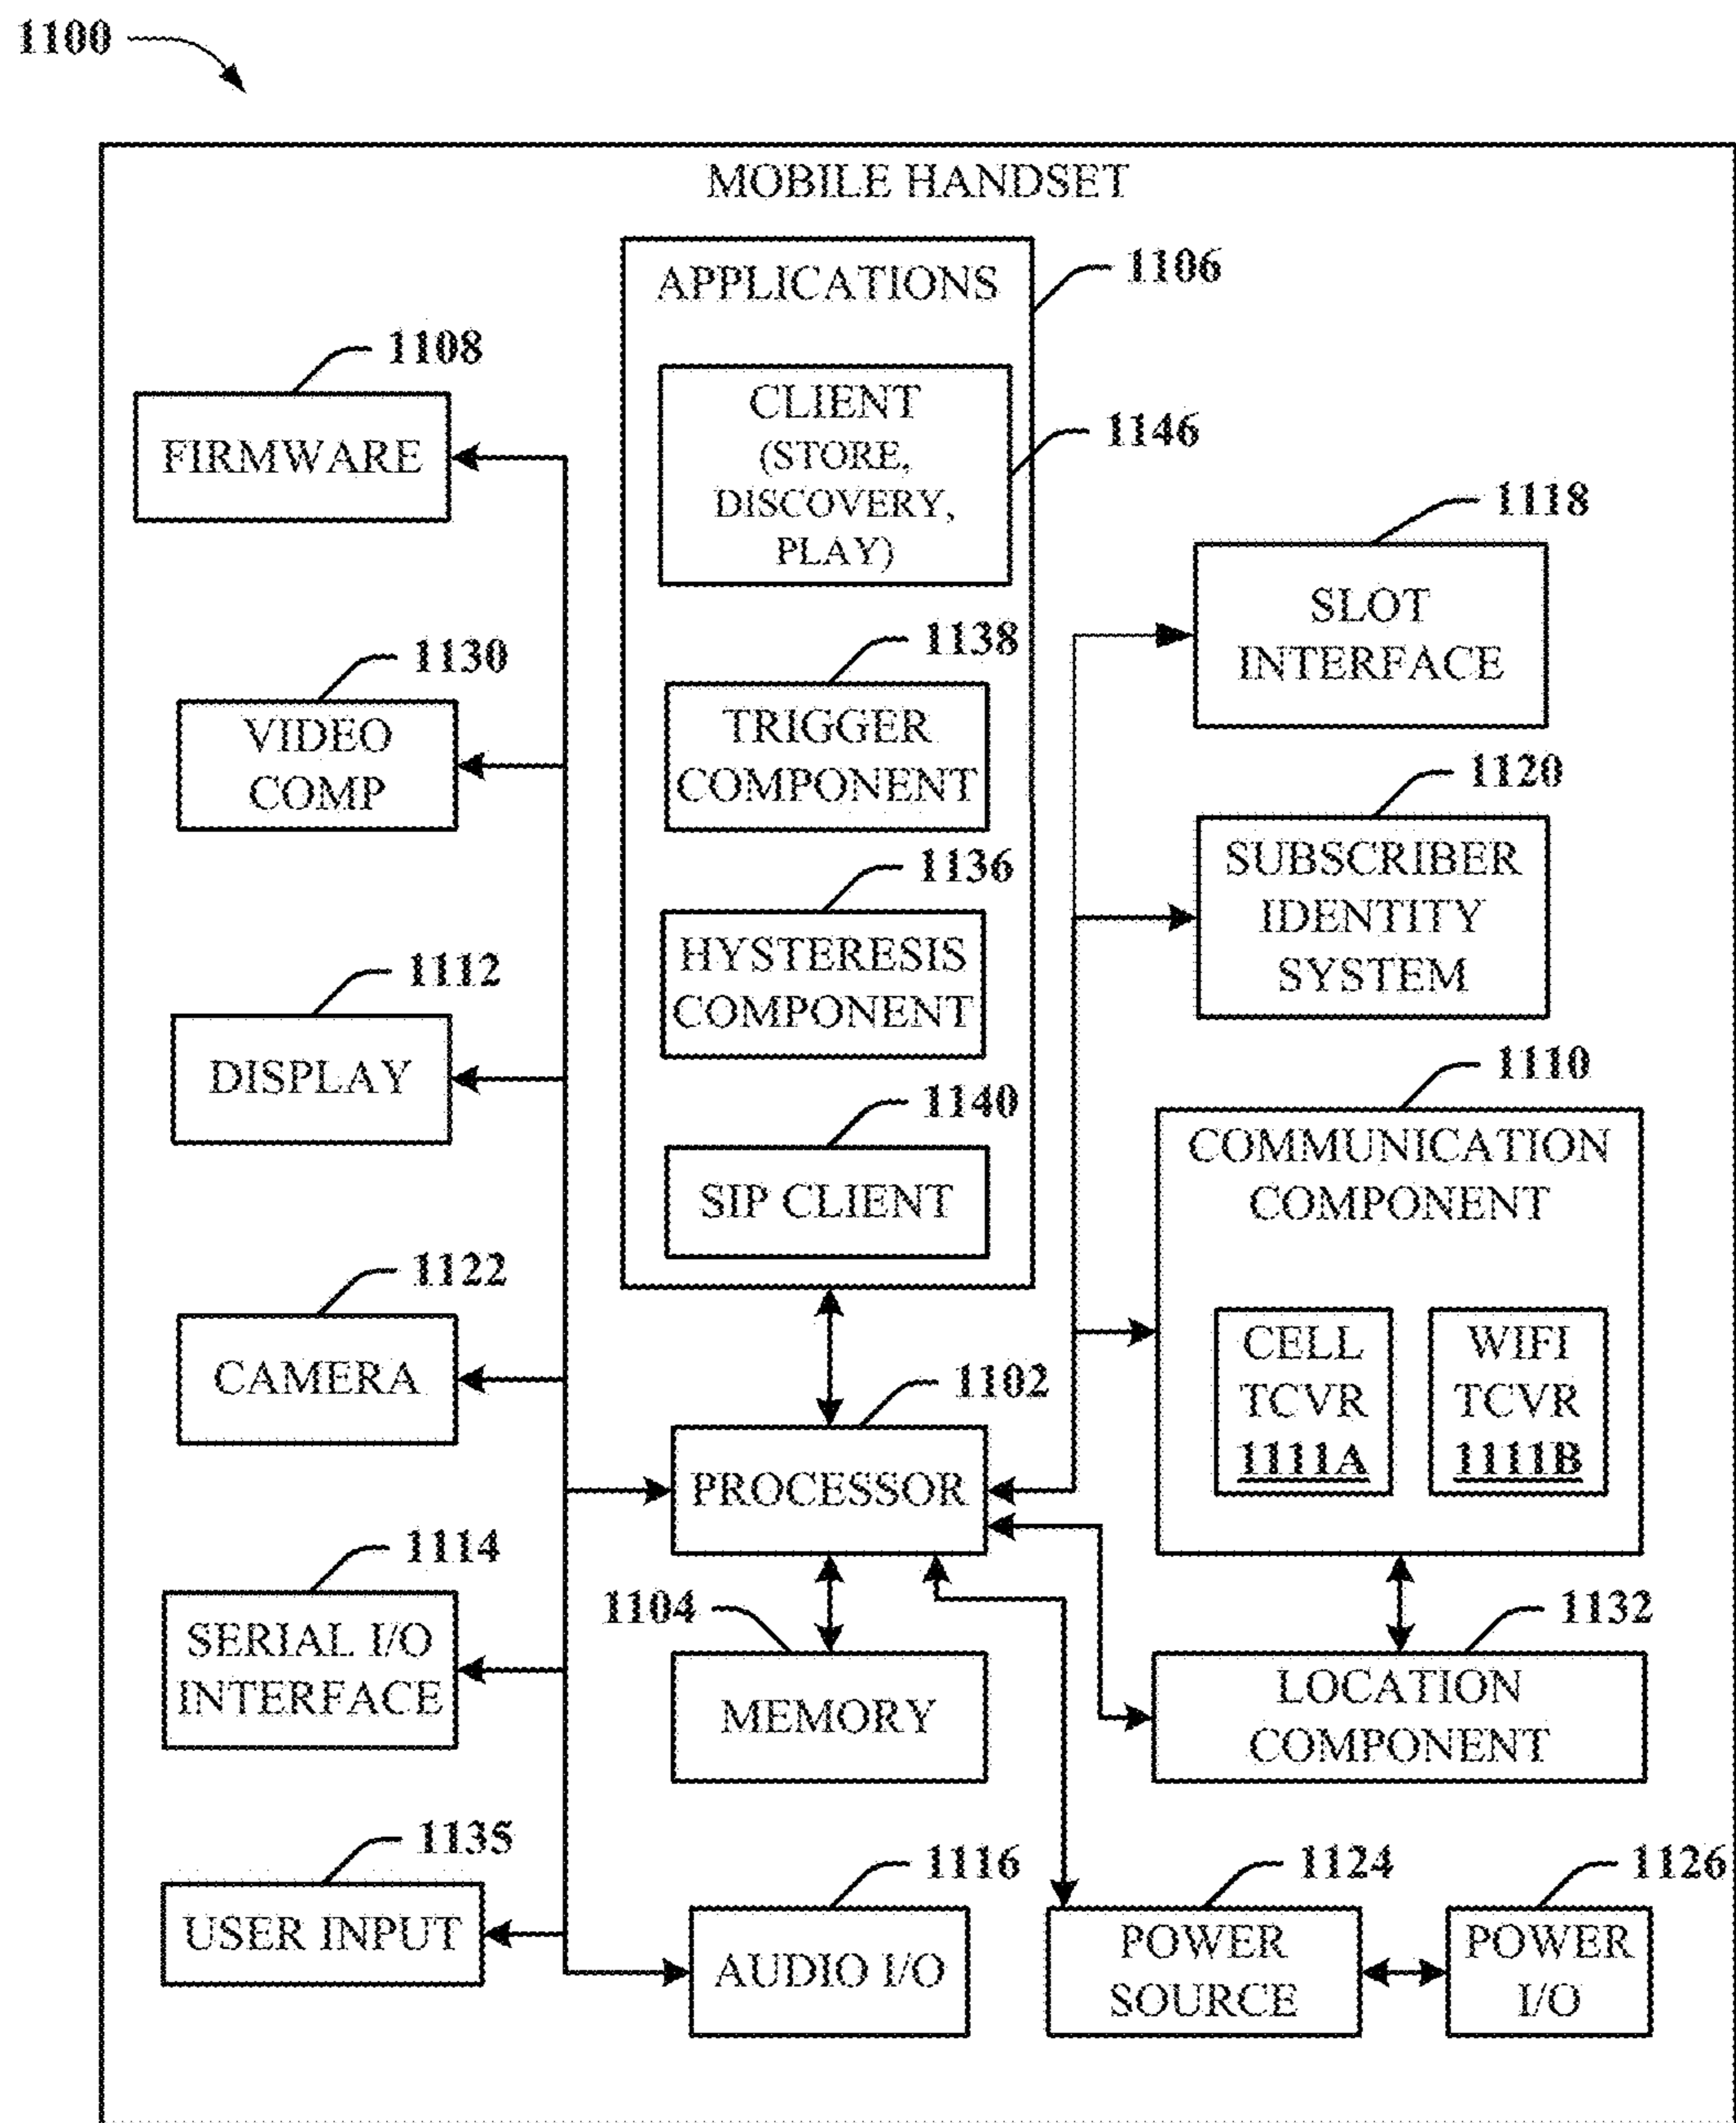 1100
MOBILE HANDSET
APPLICATIONS
1106
CLIENT
(STORE,
DISCOVERY,
PLAY)
1146
1108
FIRMWARE
1118
SLOT
INTERFACE
1138
TRIGGER
COMPONENT
1130
VIDEO
COMP
1120
SUBSCRIBER
IDENTITY
SYSTEM
1136
HYSTERESIS
COMPONENT
1112
DISPLAY
1110
COMMUNICATION
COMPONENT
1140
SIP CLIENT
1122
CAMERA
CELL
TCVR
1111A
WIFI
TCVR
1111B
1102
PROCESSOR
1114
SERIAL I/O
INTERFACE
1104
MEMORY
1132
LOCATION
COMPONENT
1135
USER INPUT
1116
AUDIO I/O
1124
POWER
SOURCE
1126
POWER
I/O